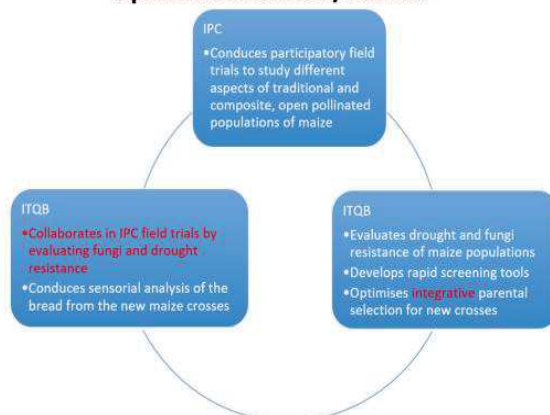 IPC
▪Conduces participatory field
trials to study different
aspects of traditional and
composite, open pollinated
populations of maize
ITQB
▪Collaborates in IPC field trials by
evaluating fungi and drought
resistance
▪Conduces sensorial analysis of the
bread from the new maize crosses
ITQB
▪Evaluates drought and fungi
resistance of maize populations
▪Develops rapid screening tools
▪Optimises integrative parental
selection for new crosses